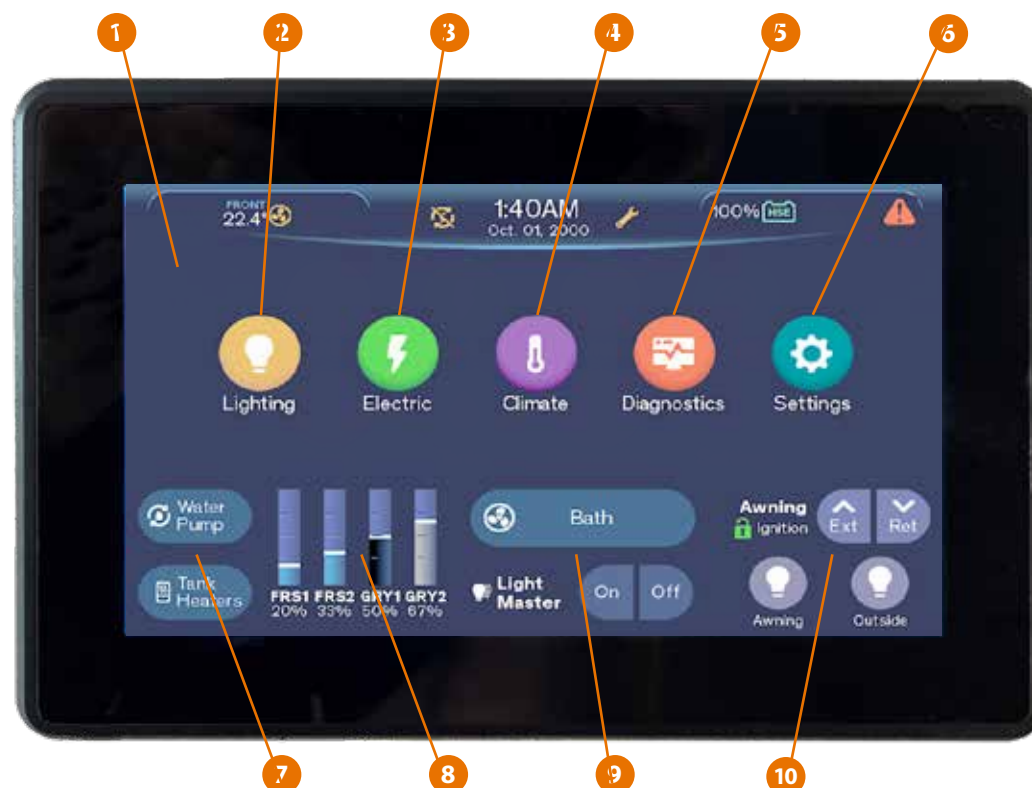 1
2
3
4
5
6
FRONT
22.4°
1:40AM
Oct. 01, 2000
100%
HSE
Lighting
Electric
Climate
Diagnostics
Settings
Water
Pump
Tank
Heaters
FRS1 FRS2 GRY1 GRY2
20% 33% 50% 67%
Bath
Light
Master
On
Off
Awning
Ignition
Ext
Ret
Awning
Outside
7
8
9
10